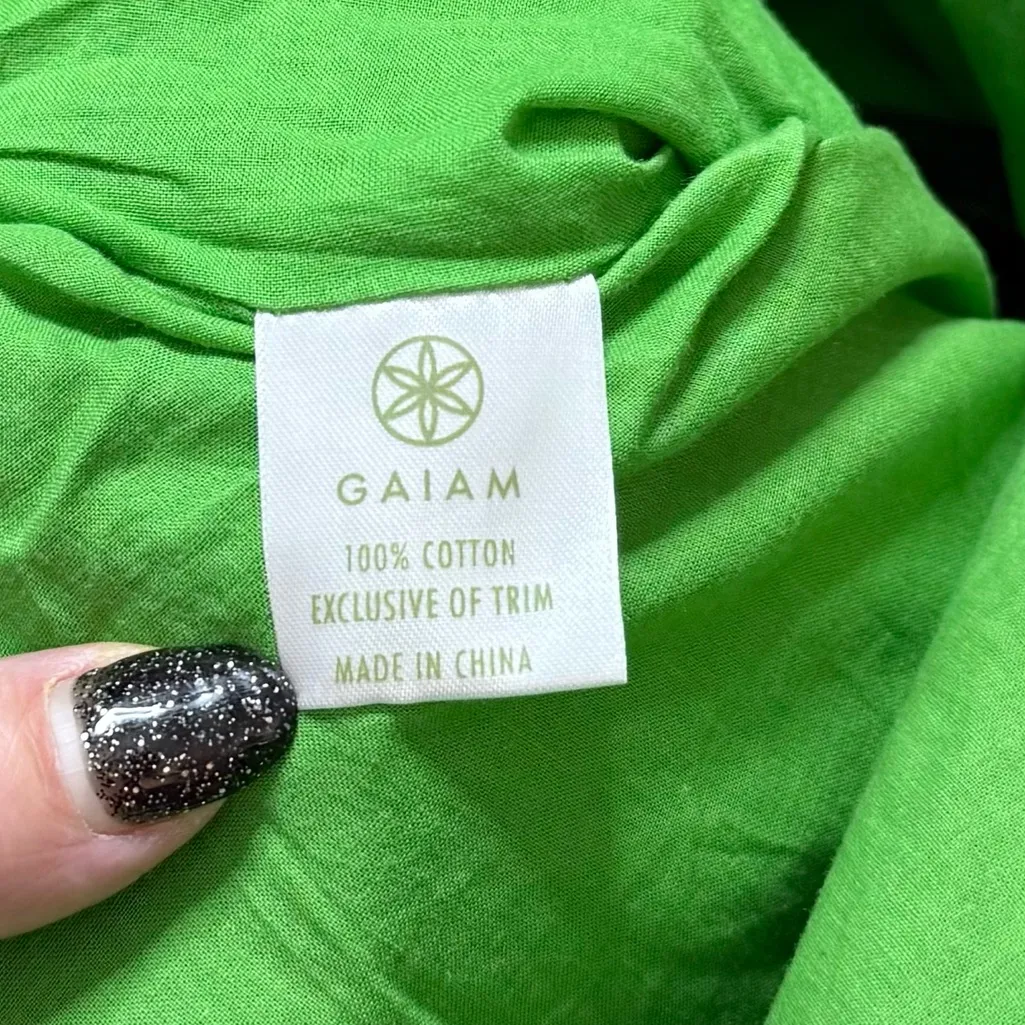 GAIAM
100% COTTON
EXCLUSIVE OF TRIM
MADE IN CHINA